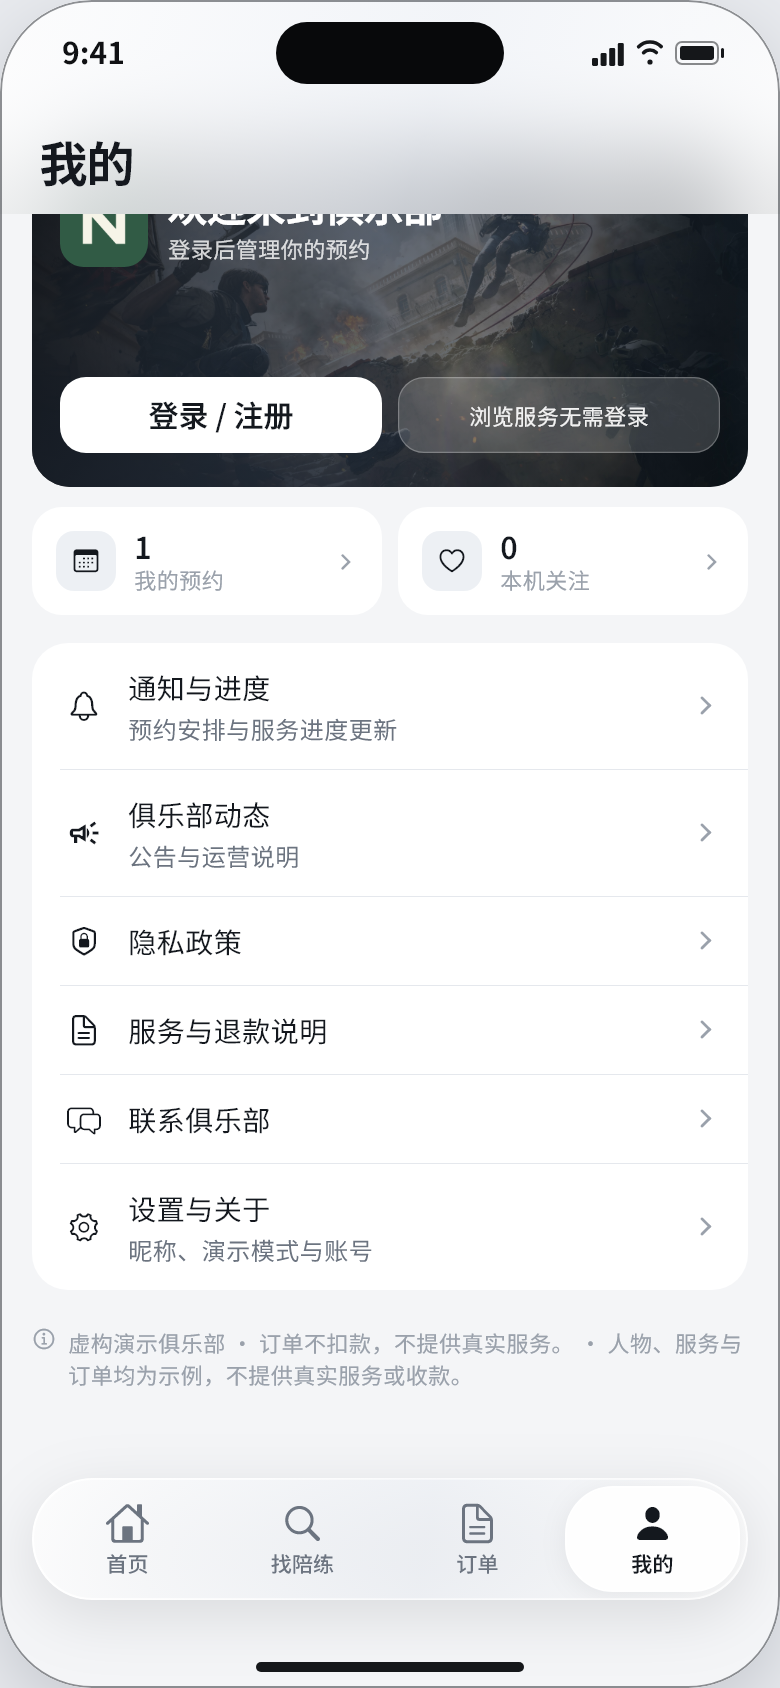 9:41
我的
N
欢迎来到俱乐部
登录后管理你的预约
登录 / 注册
浏览服务无需登录
1
我的预约
0
本机关注
通知与进度
预约安排与服务进度更新
俱乐部动态
公告与运营说明
隐私政策
服务与退款说明
联系俱乐部
设置与关于
昵称、演示模式与账号
虚构演示俱乐部 · 订单不扣款，不提供真实服务。 · 人物、服务与
订单均为示例，不提供真实服务或收款。
首页
找陪练
订单
我的